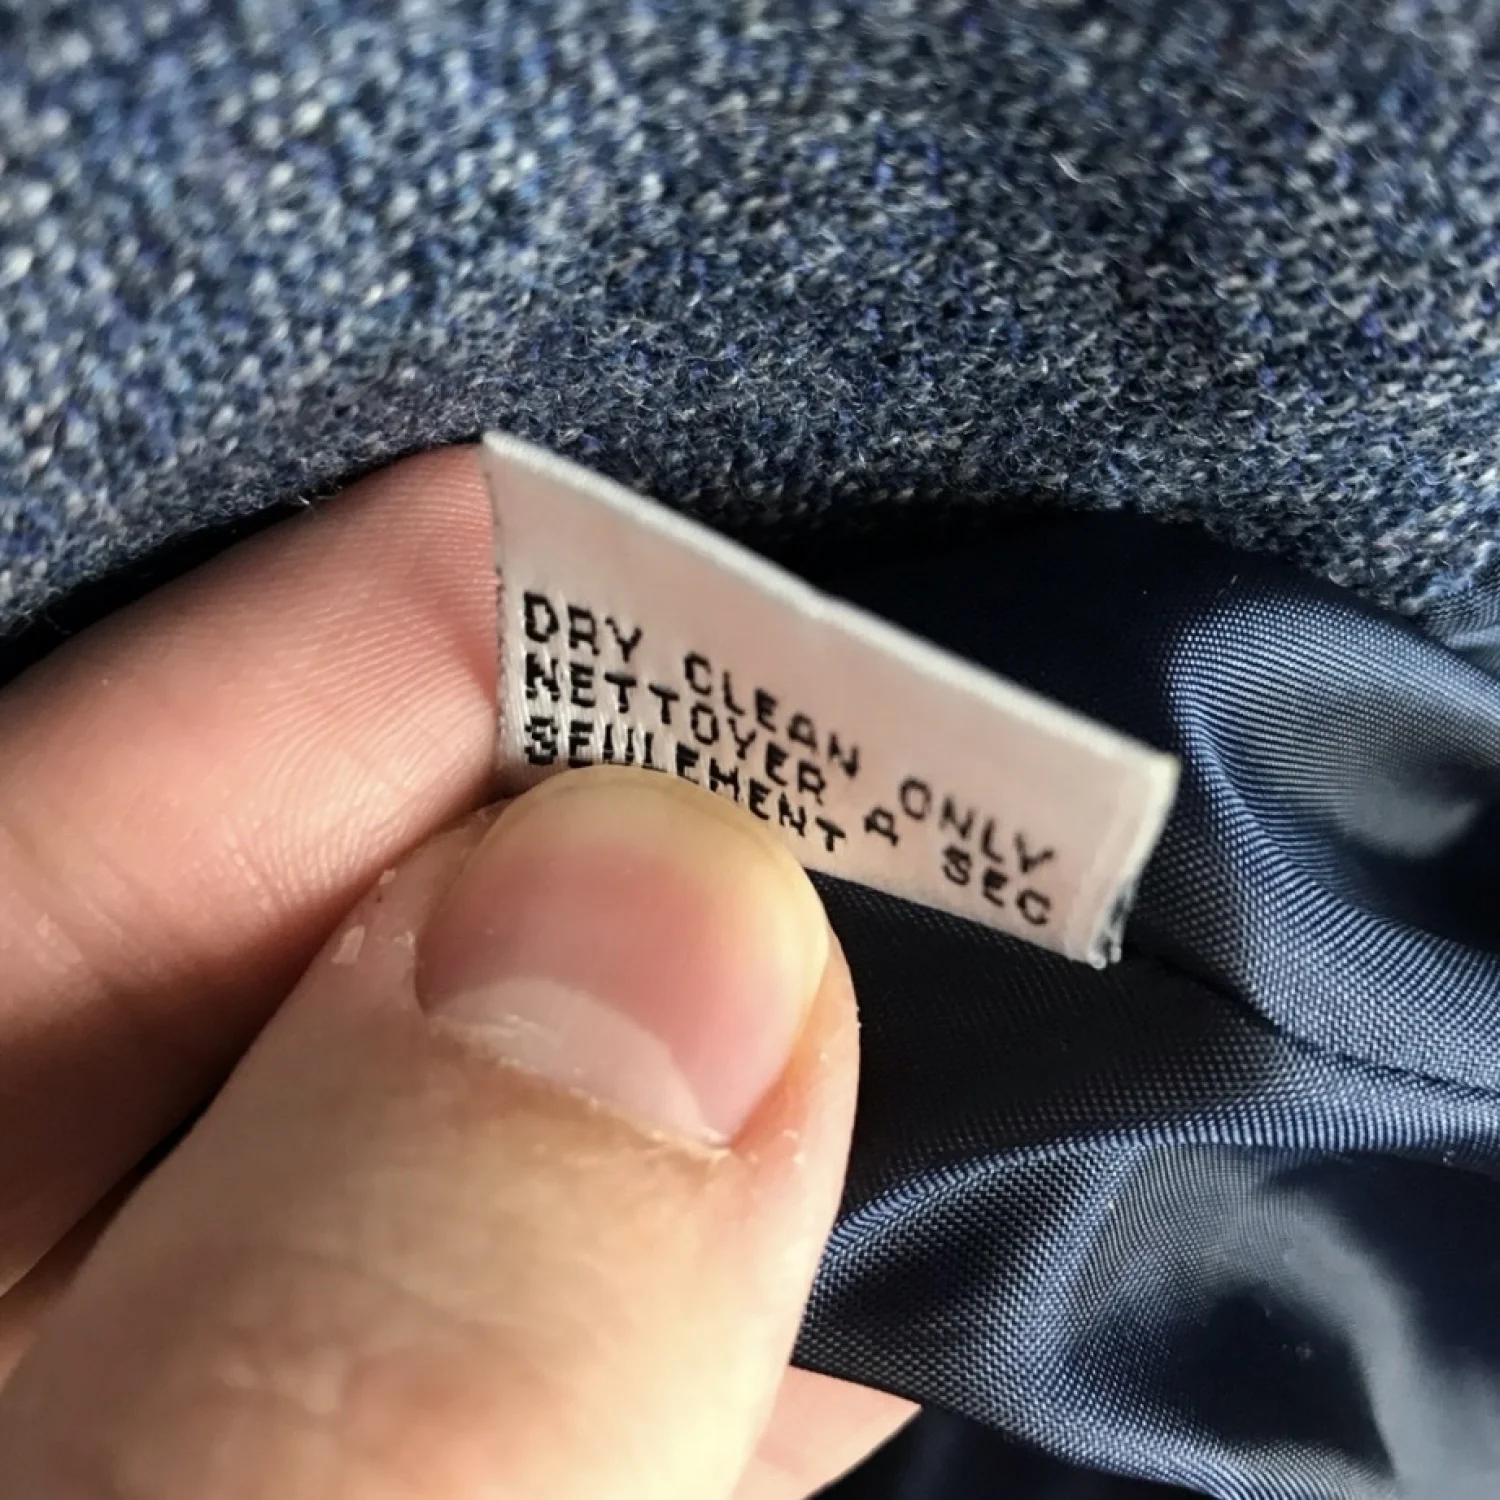 DRY CLEAN ONLY
NETTOYER A SEC
SEULEMENT